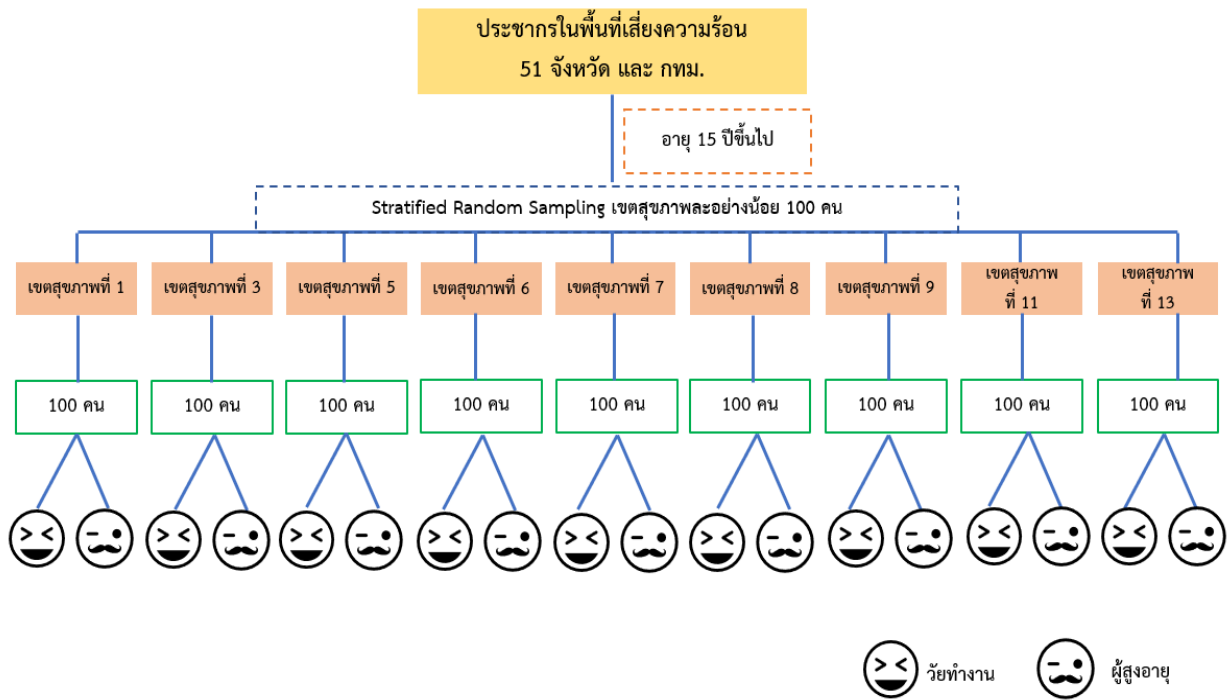 ประชากรในพื้นที่เสี่ยงความร้อน
51 จังหวัด และ กทม.
อายุ 15 ปีขึ้นไป
Stratified Random Sampling เขตสุขภาพละอย่างน้อย 100 คน
เขตสุขภาพที่ 1
เขตสุขภาพที่ 3
เขตสุขภาพที่ 5
เขตสุขภาพที่ 6
เขตสุขภาพที่ 7
เขตสุขภาพที่ 8
เขตสุขภาพที่ 9
เขตสุขภาพ
ที่ 11
เขตสุขภาพ
ที่ 13
100 คน
100 คน
100 คน
100 คน
100 คน
100 คน
100 คน
100 คน
100 คน
วัยทำงาน
ผู้สูงอายุ